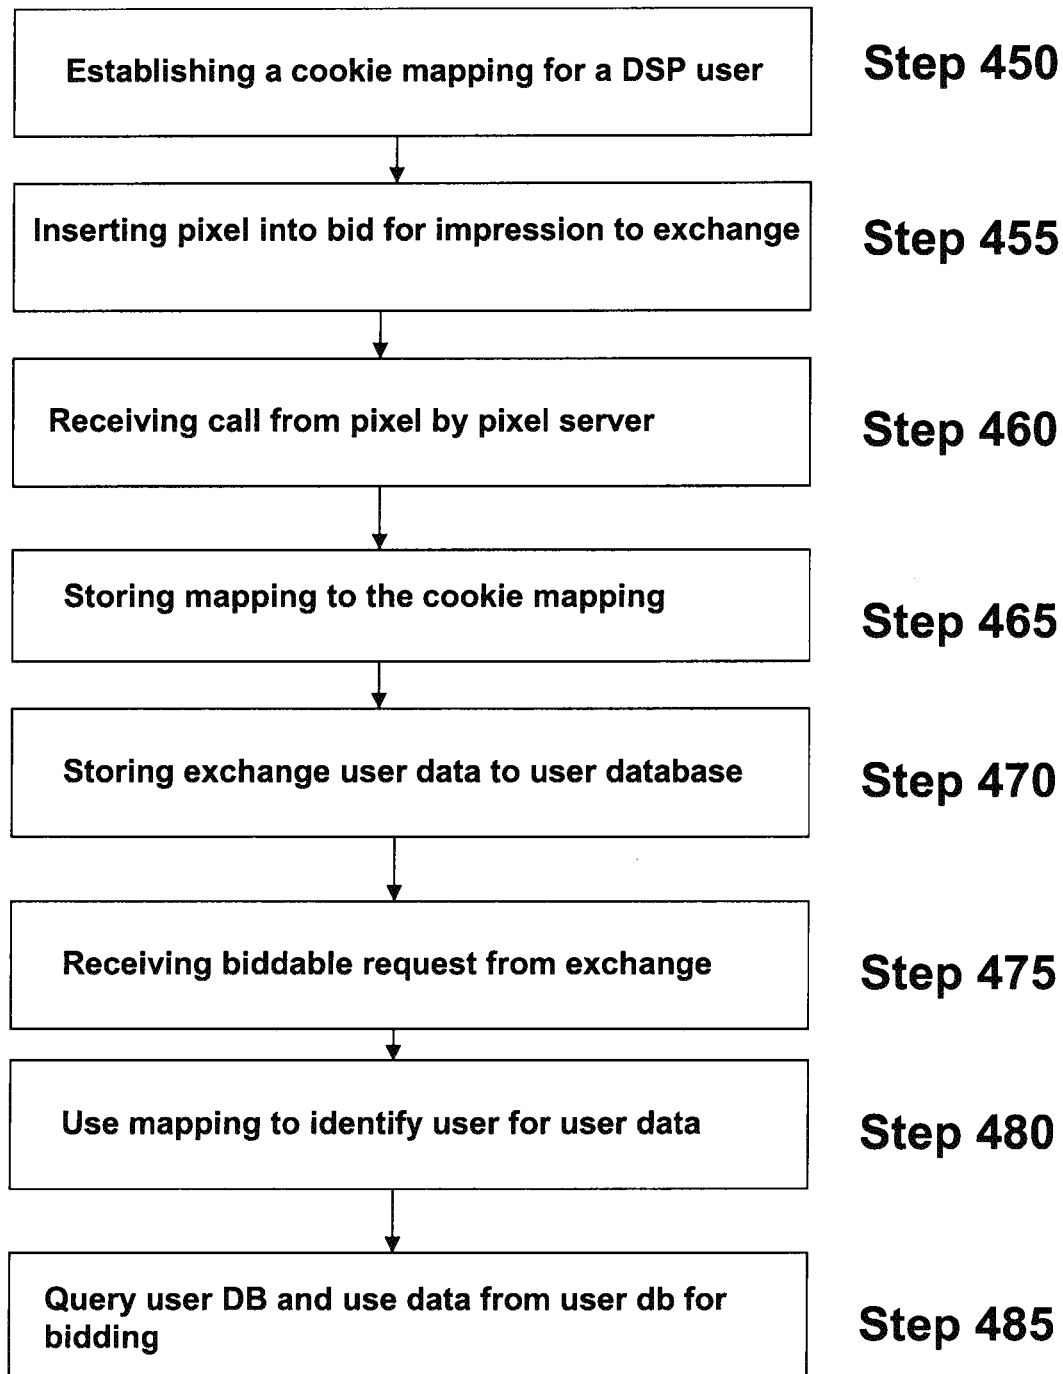 Establishing a cookie mapping for a DSP user
Step 450
Inserting pixel into bid for impression to exchange
Step 455
Receiving call from pixel by pixel server
Step 460
Storing mapping to the cookie mapping
Step 465
Storing exchange user data to user database
Step 470
Receiving biddable request from exchange
Step 475
Use mapping to identify user for user data
Step 480
Query user DB and use data from user db for
bidding
Step 485